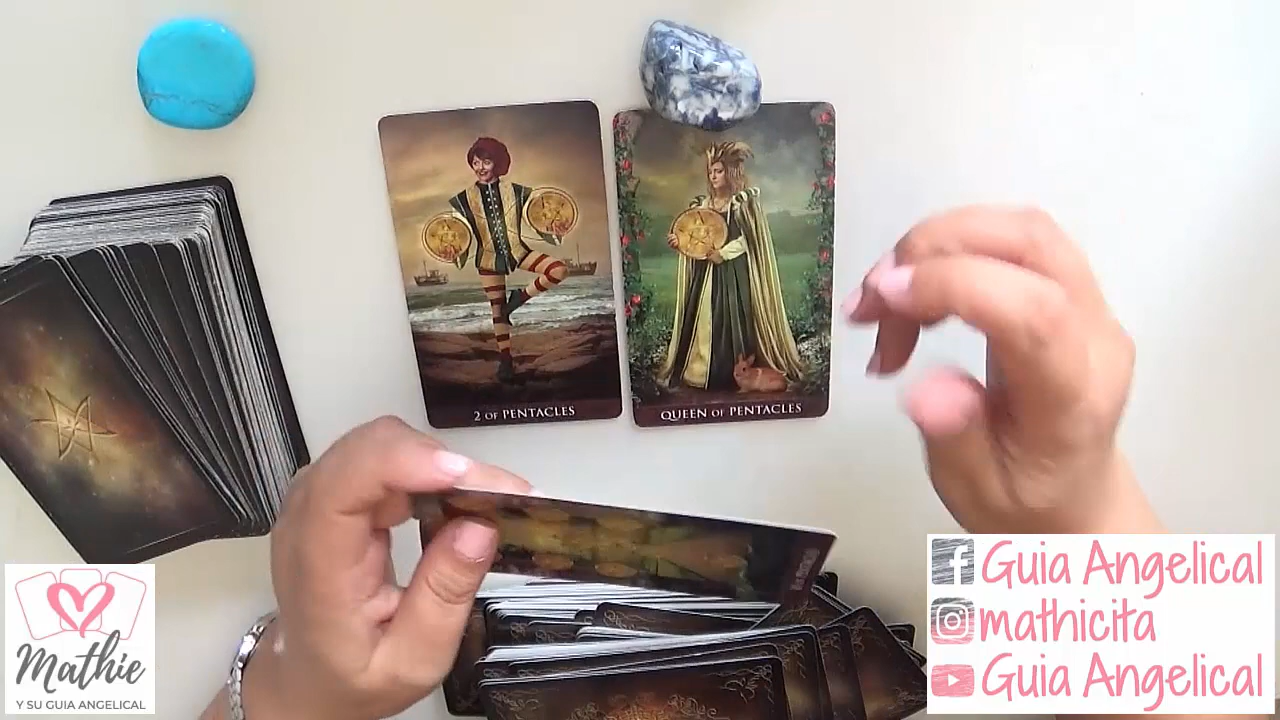 2 OF PENTACLES
QUEEN OF PENTACLES
Mathie
Y SU GUIA ANGELICAL
Guia Angelical
mathicita
Guia Angelical